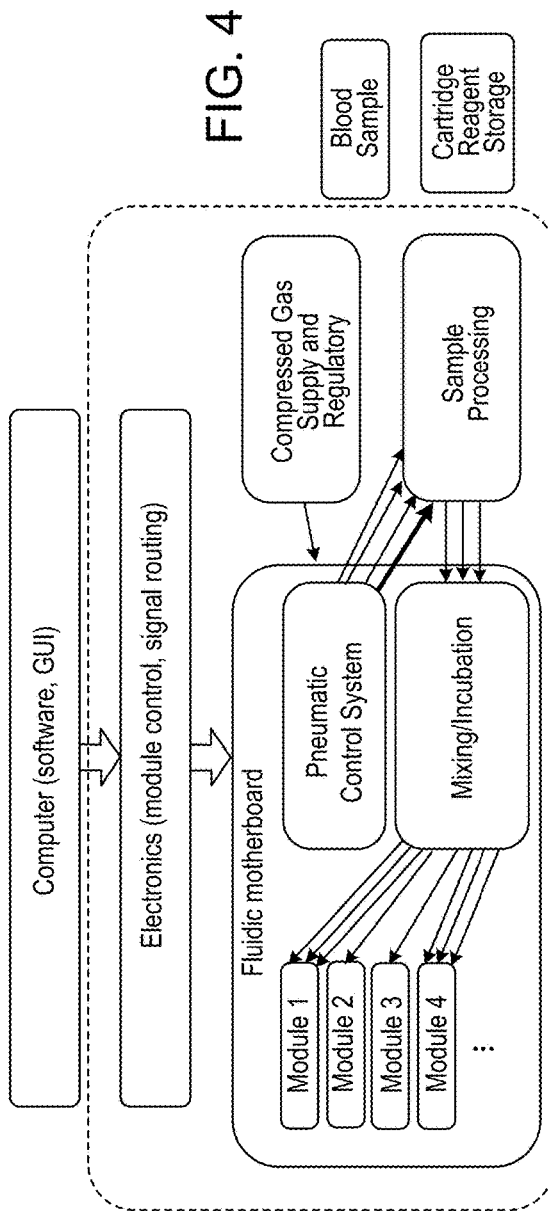 FIG. 4
Computer (software, GUI)
Electronics (module control, signal routing)
Fluidic motherboard
Module 1
Module 2
Module 3
Module 4
...
Pneumatic
Control System
Mixing/Incubation
Compressed Gas
Supply and
Regulatory
Sample
Processing
Blood
Sample
Cartridge
Reagent
Storage